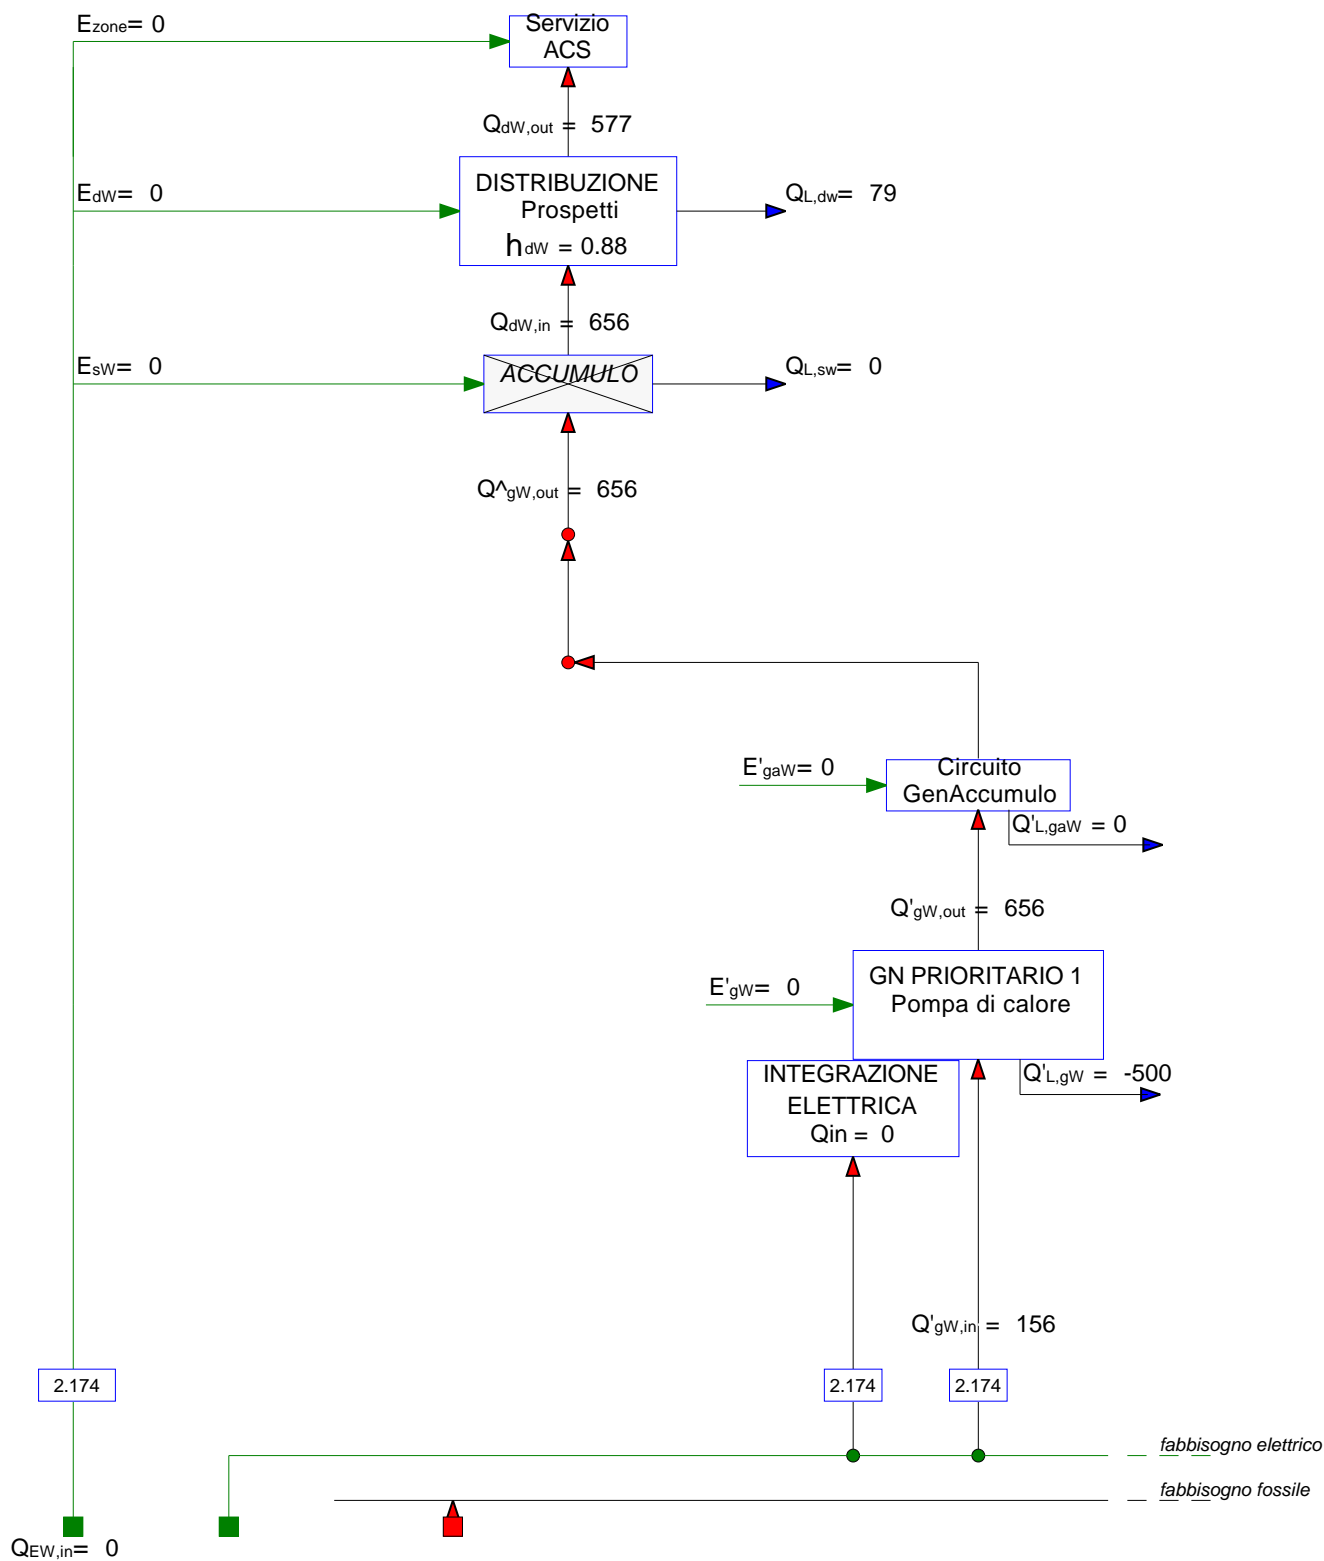 Ezone= 0
Servizio
ACS
QdW,out = 577
EdW= 0
DISTRIBUZIONE
Prospetti
hdW = 0.88
QL,dw= 79
QdW,in = 656
EsW= 0
ACCUMULO
QL,sw= 0
Q^gW,out = 656
E'gaW= 0
Circuito
GenAccumulo
Q'L,gaW = 0
Q'gW,out = 656
E'gW= 0
GN PRIORITARIO 1
Pompa di calore
INTEGRAZIONE
ELETTRICA
Qin = 0
Q'L,gW = -500
Q'gW,in = 156
2.174
2.174
2.174
fabbisogno elettrico
fabbisogno fossile
QEW,in= 0